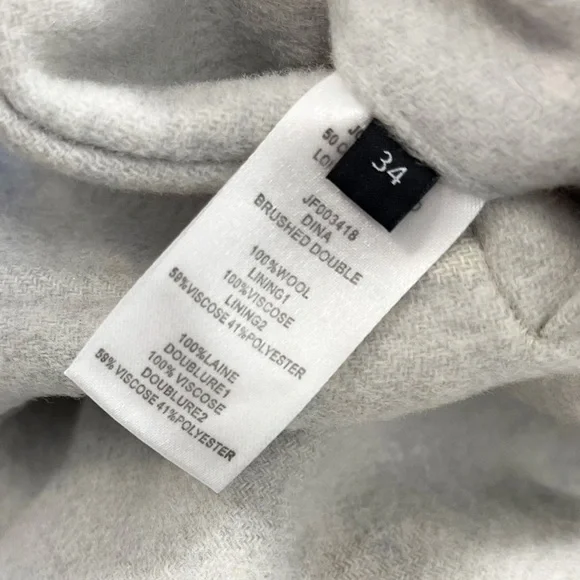 34
50
JF003418
DINA
BRUSHED DOUBLE
100%WOOL
LINING1
100%VISCOSE
LINING2
59%VISCOSE 41%POLYESTER
100%LAINE
DOUBLURE1
100% VISCOSE
DOUBLURE2
59% VISCOSE 41%POLYESTER